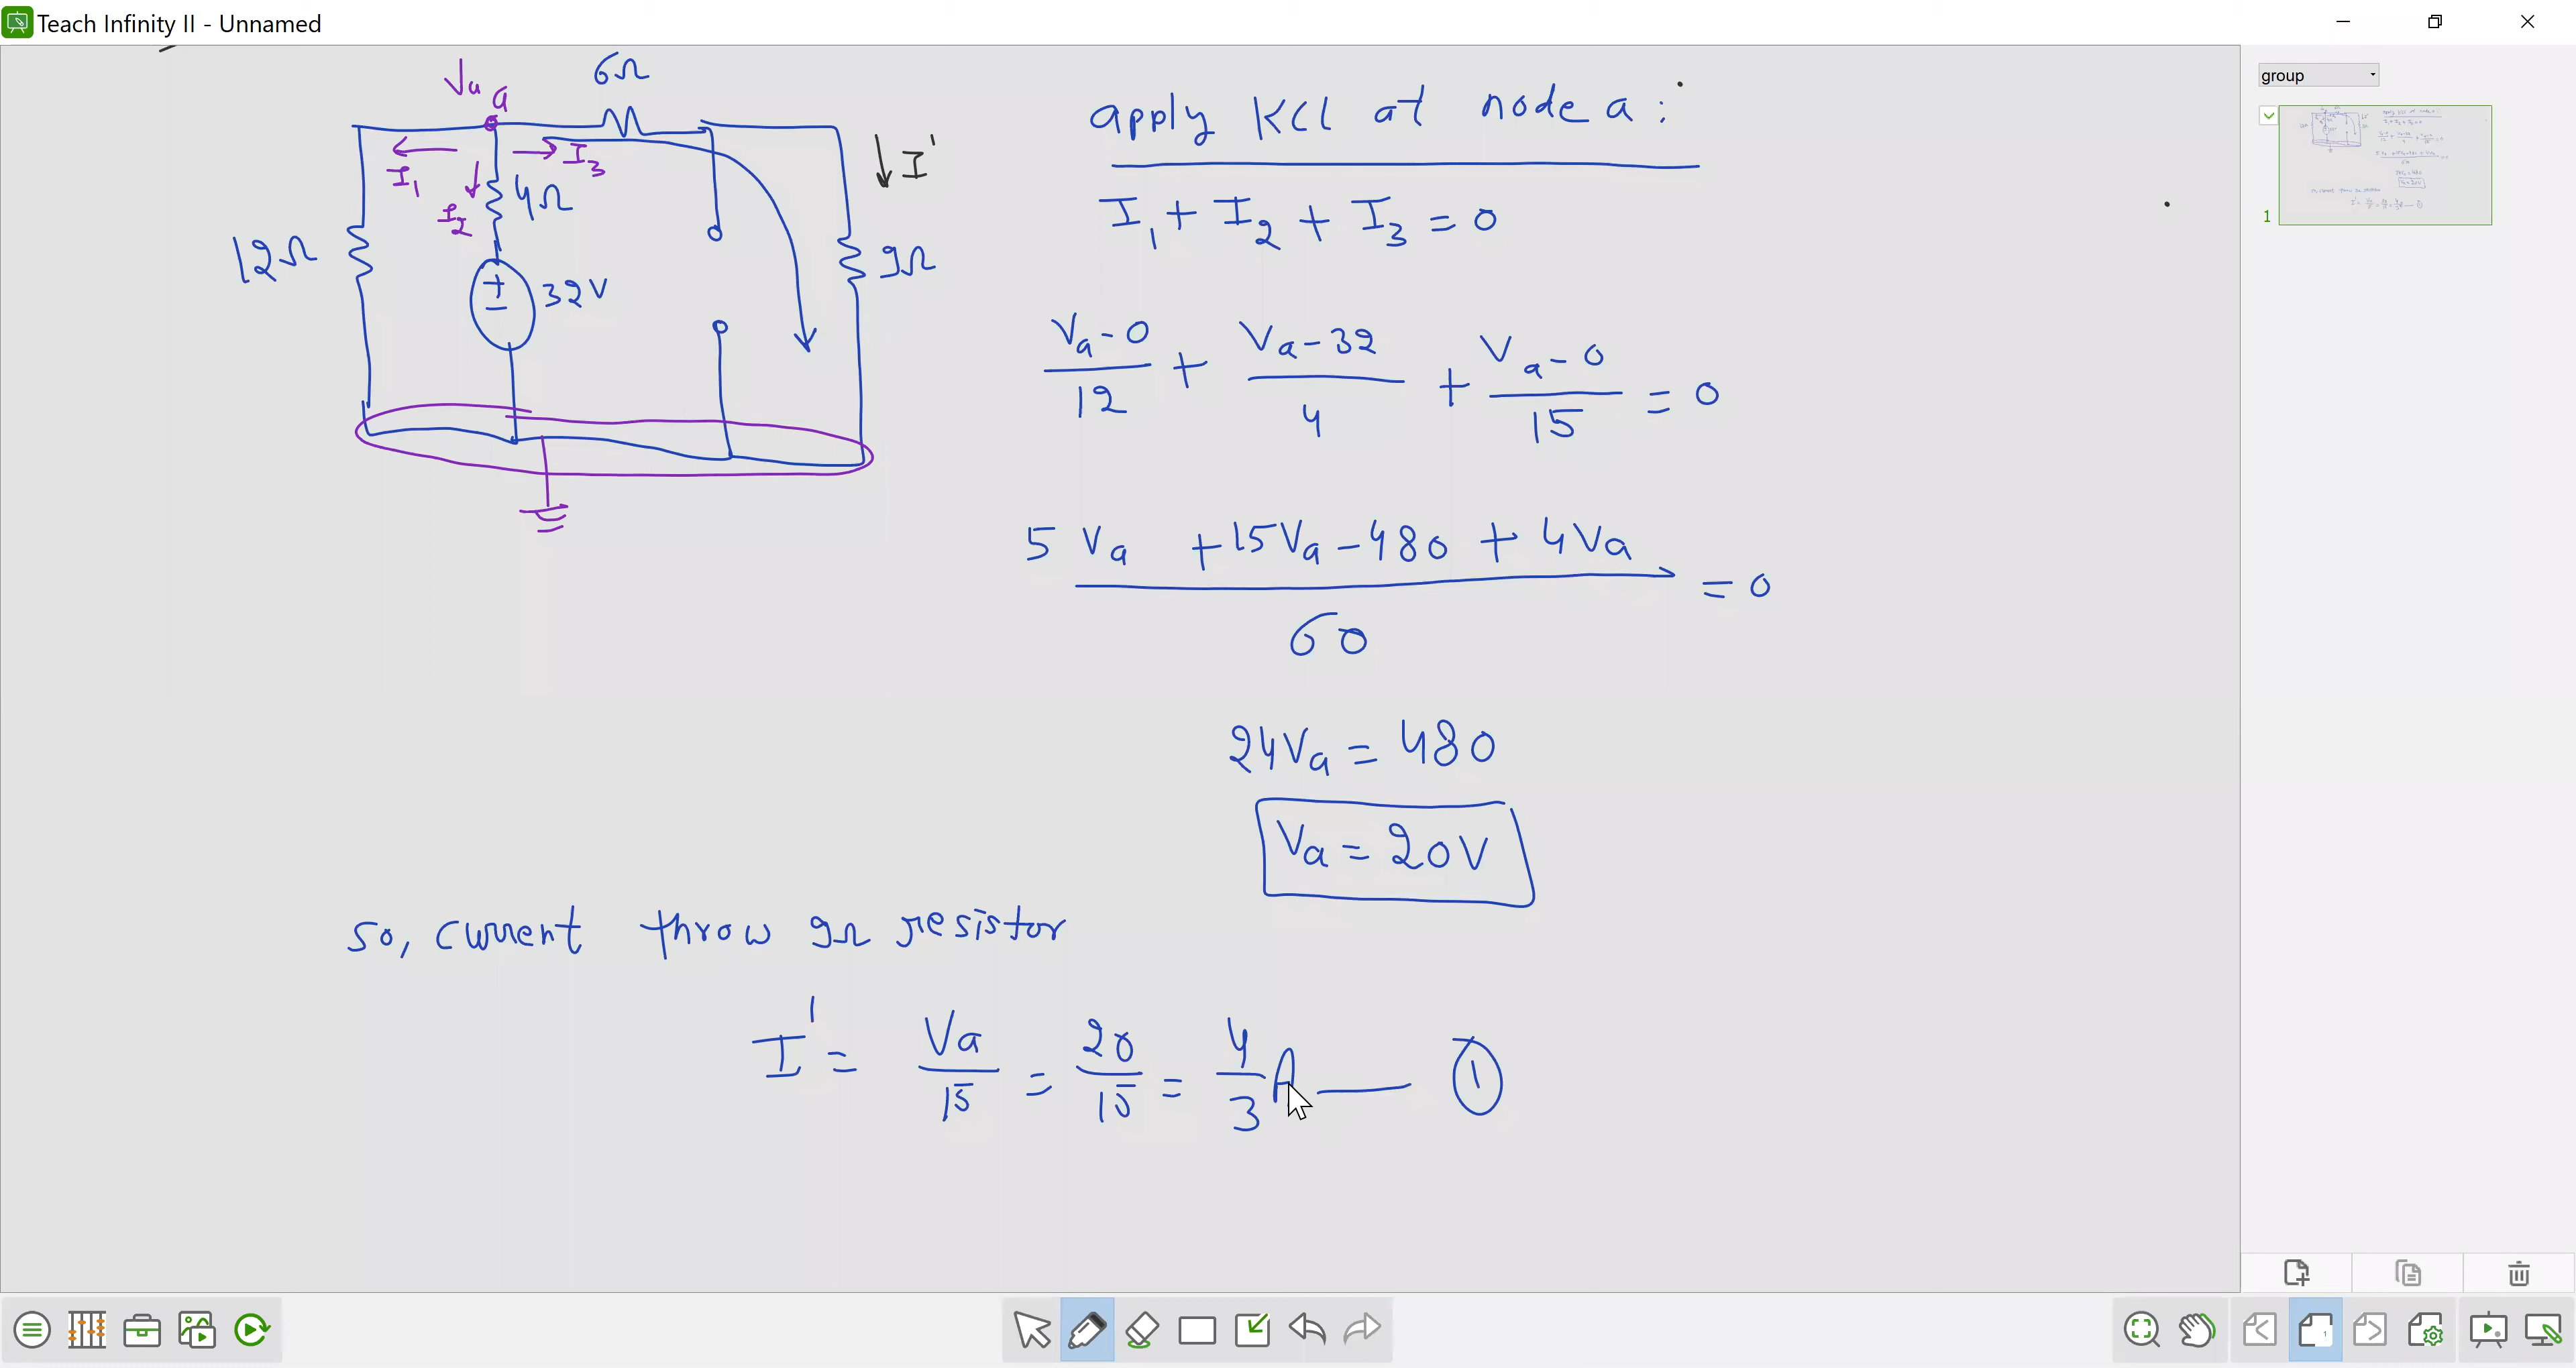 Teach Infinity II - Unnamed
group
1
Va a
6Ω
I₁
I₂
I₃
I'
4Ω
12Ω
9Ω
+
−
32V
apply KCL at node a :
I₁ + I₂ + I₃ = 0
Va - 0 / 12 + Va - 32 / 4 + Va - 0 / 15 = 0
5 Va + 15Va - 480 + 4Va / 60 = 0
24Va = 480
Va = 20V
so, current throw 9Ω resistor
I' = Va / 15 = 20 / 15 = 4 / 3 A —— ①